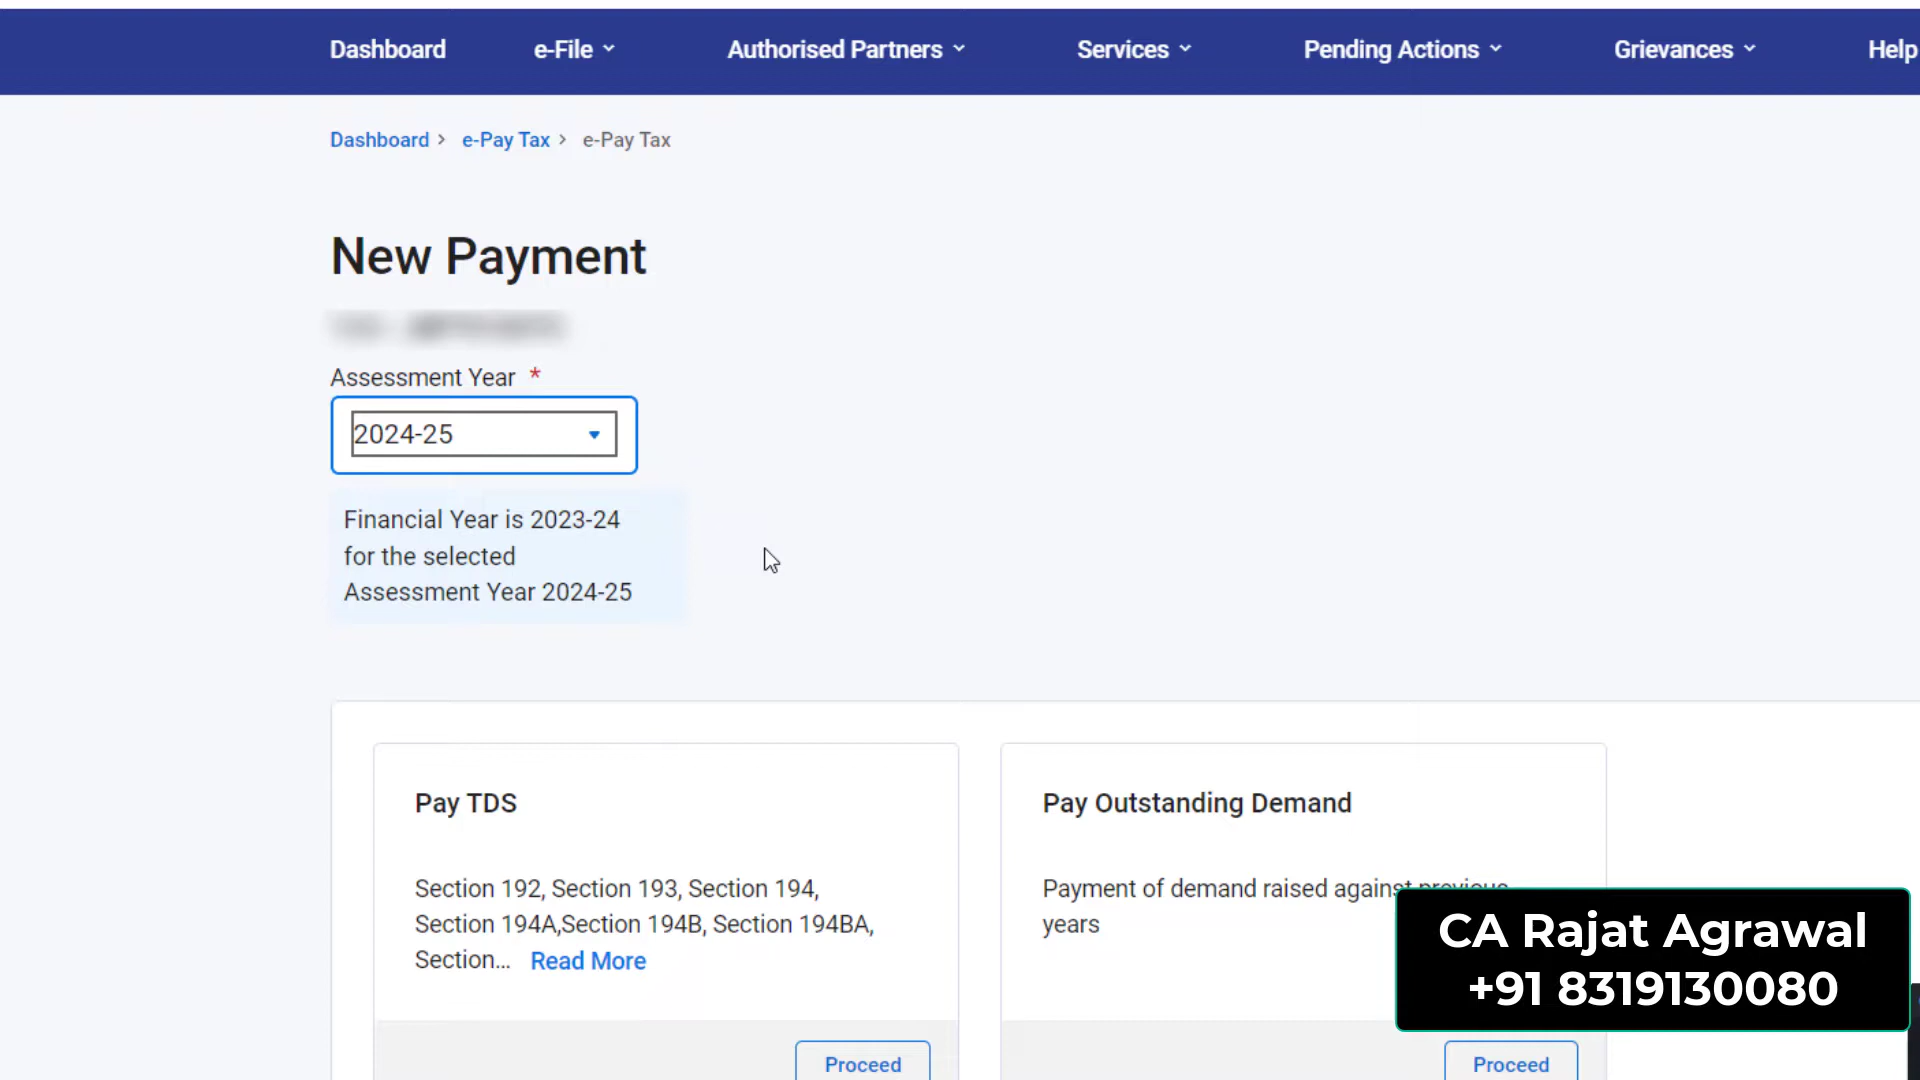 Dashboard e-File Authorised Partners Services Pending Actions Grievances Help
Dashboard > e-Pay Tax > e-Pay Tax
New Payment
Assessment Year *
2024-25
Financial Year is 2023-24
for the selected
Assessment Year 2024-25
Pay TDS
Section 192, Section 193, Section 194,
Section 194A,Section 194B, Section 194BA,
Section... Read More
Proceed
Pay Outstanding Demand
Payment of demand raised against previous
years
Proceed
CA Rajat Agrawal
+91 8319130080